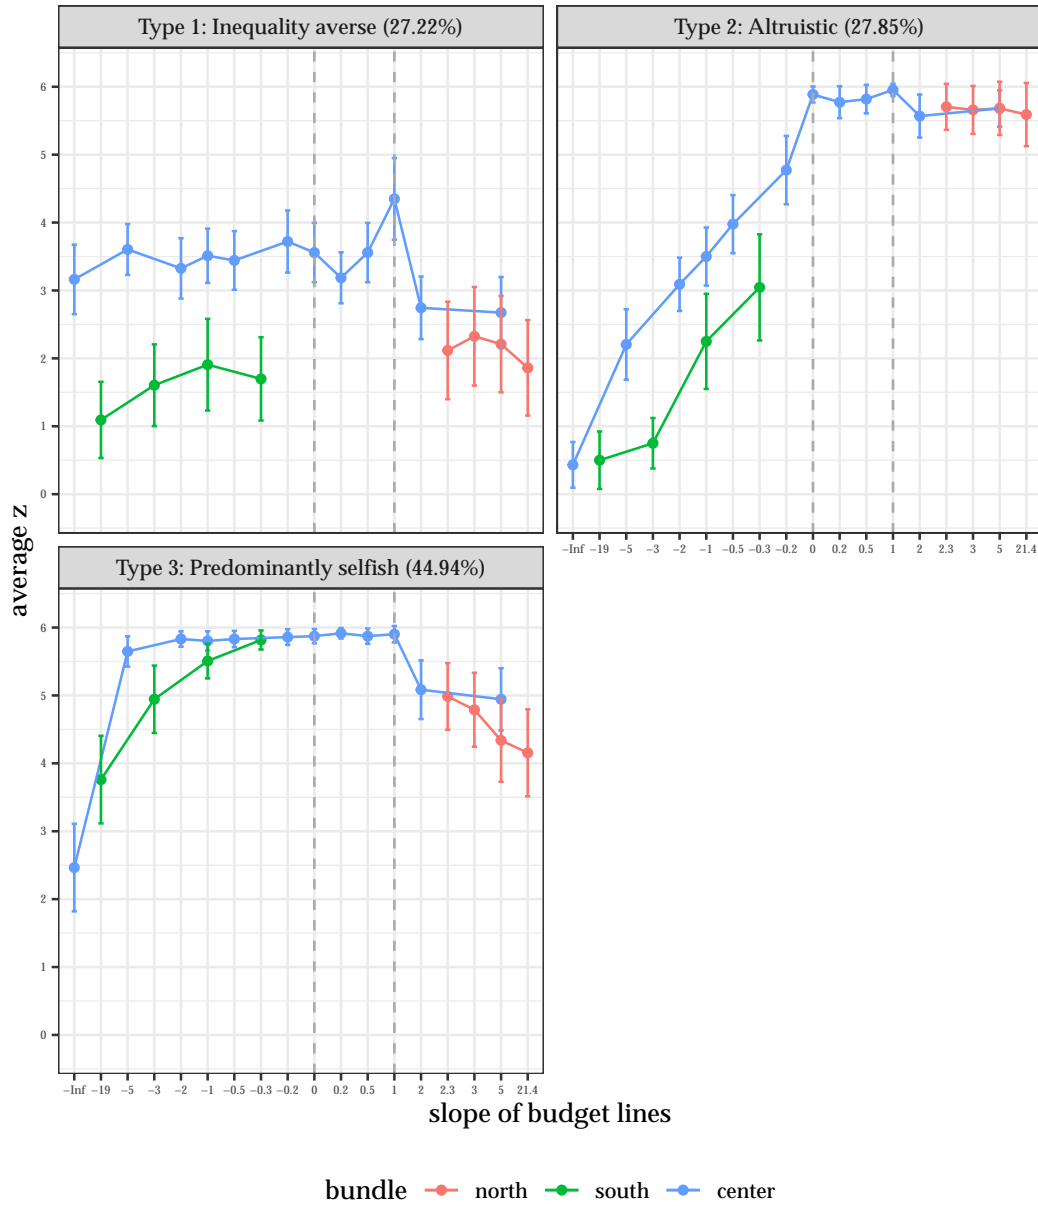 Type 1: Inequality averse (27.22%)
Type 2: Altruistic (27.85%)
6
5
4
3
2
1
0
−Inf −19 −5 −3 −2 −1 −0.5 −0.3 −0.2 0 0.2 0.5 1 2 2.3 3 5 21.4
average z
Type 3: Predominantly selfish (44.94%)
6
5
4
3
2
1
0
−Inf −19 −5 −3 −2 −1 −0.5 −0.3 −0.2 0 0.2 0.5 1 2 2.3 3 5 21.4
slope of budget lines
bundle north south center